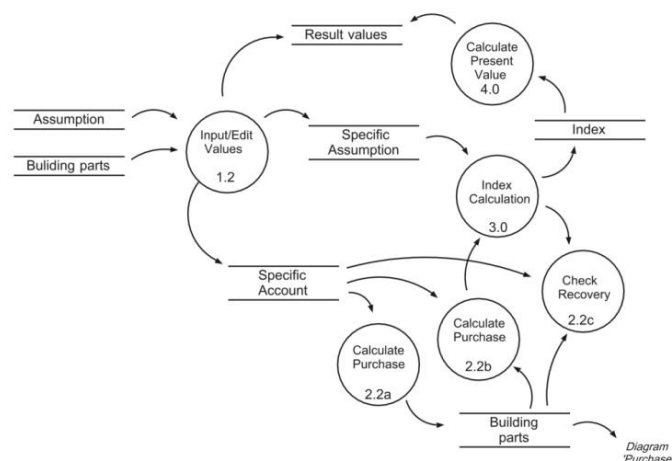 Result values
Calculate
Present
Value
4.0
Assumption
Input/Edit
Values
1.2
Specific
Assumption
Index
Buliding parts
Index
Calculation
3.0
Specific
Account
Check
Recovery
2.2c
Calculate
Purchase
2.2b
Calculate
Purchase
2.2a
Building
parts
Diagram
'Purchase